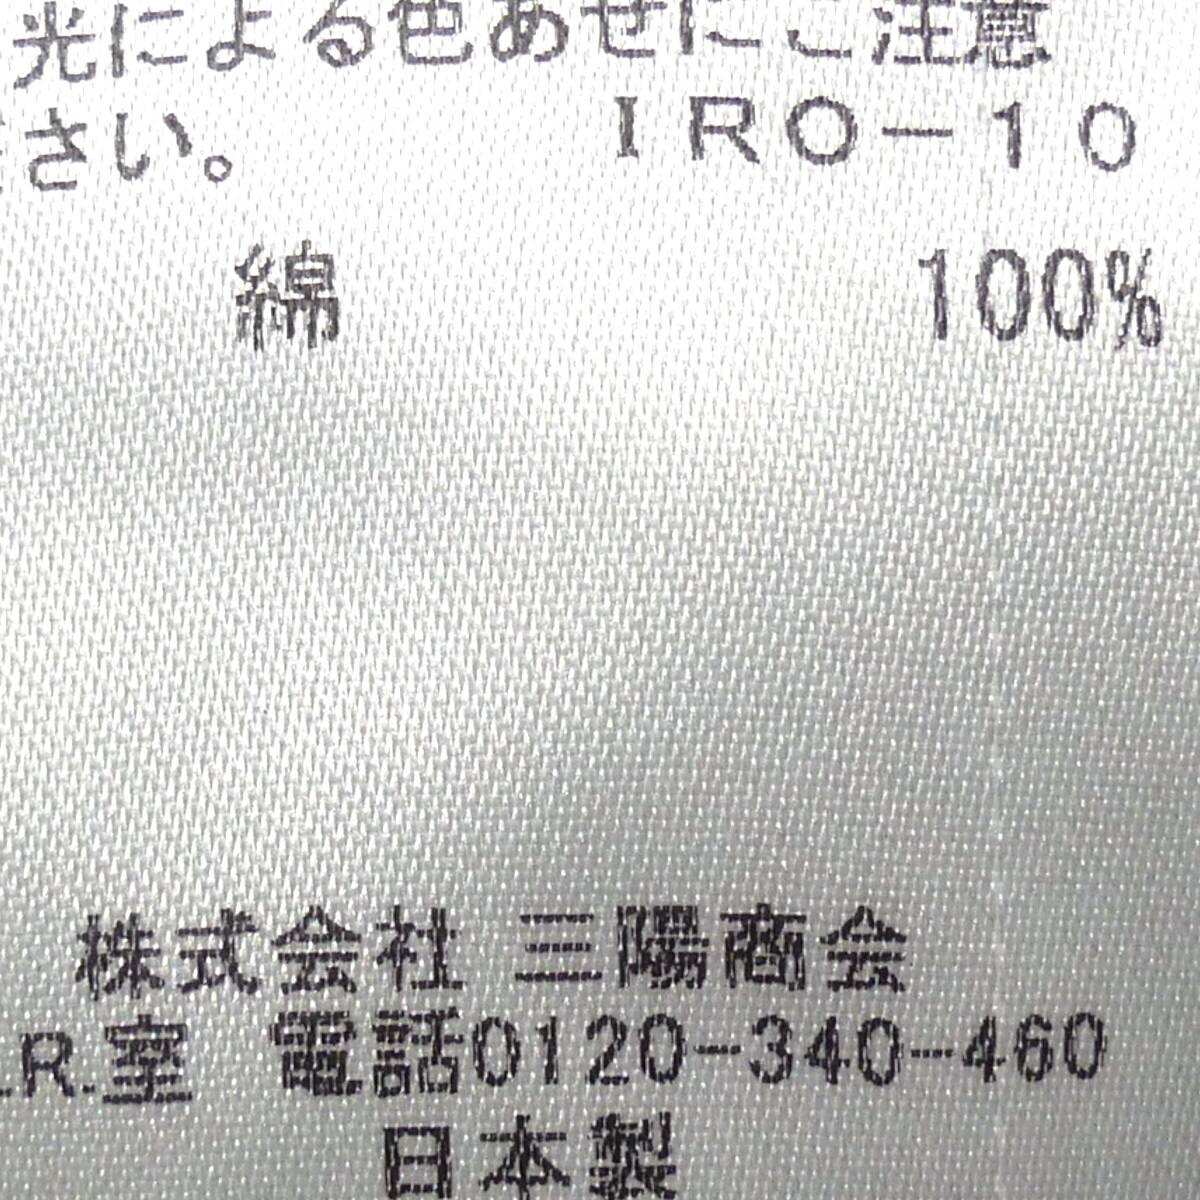 光による色あせにご注意
さい。 IRO-10
綿 100%
株式会社 三陽商会
.R.室 電話0120-340-460
日本製